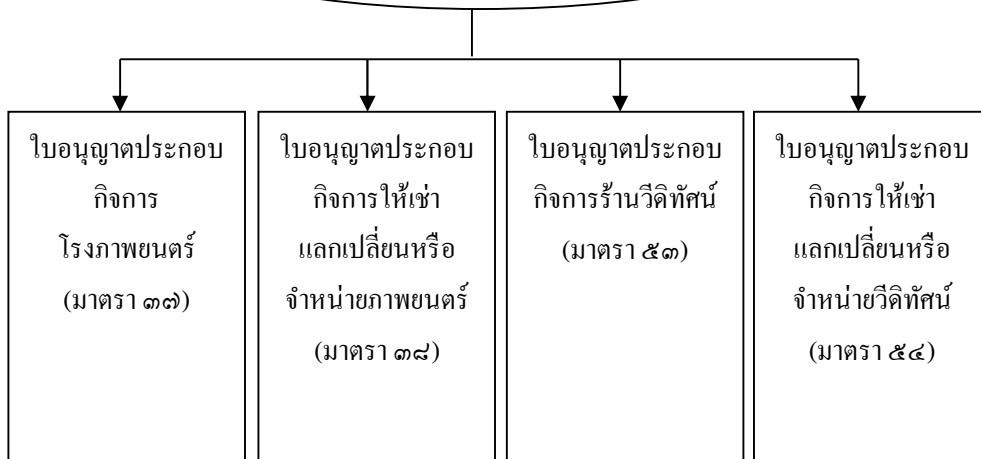 ใบอนุญาตประกอบ
กิจการ
โรงภาพยนตร์
(มาตรา ๓๗)
ใบอนุญาตประกอบ
กิจการให้เช่า
แลกเปลี่ยนหรือ
จำหน่ายภาพยนตร์
(มาตรา ๓๘)
ใบอนุญาตประกอบ
กิจการร้านวีดิทัศน์
(มาตรา ๕๓)
ใบอนุญาตประกอบ
กิจการให้เช่า
แลกเปลี่ยนหรือ
จำหน่ายวีดิทัศน์
(มาตรา ๕๔)